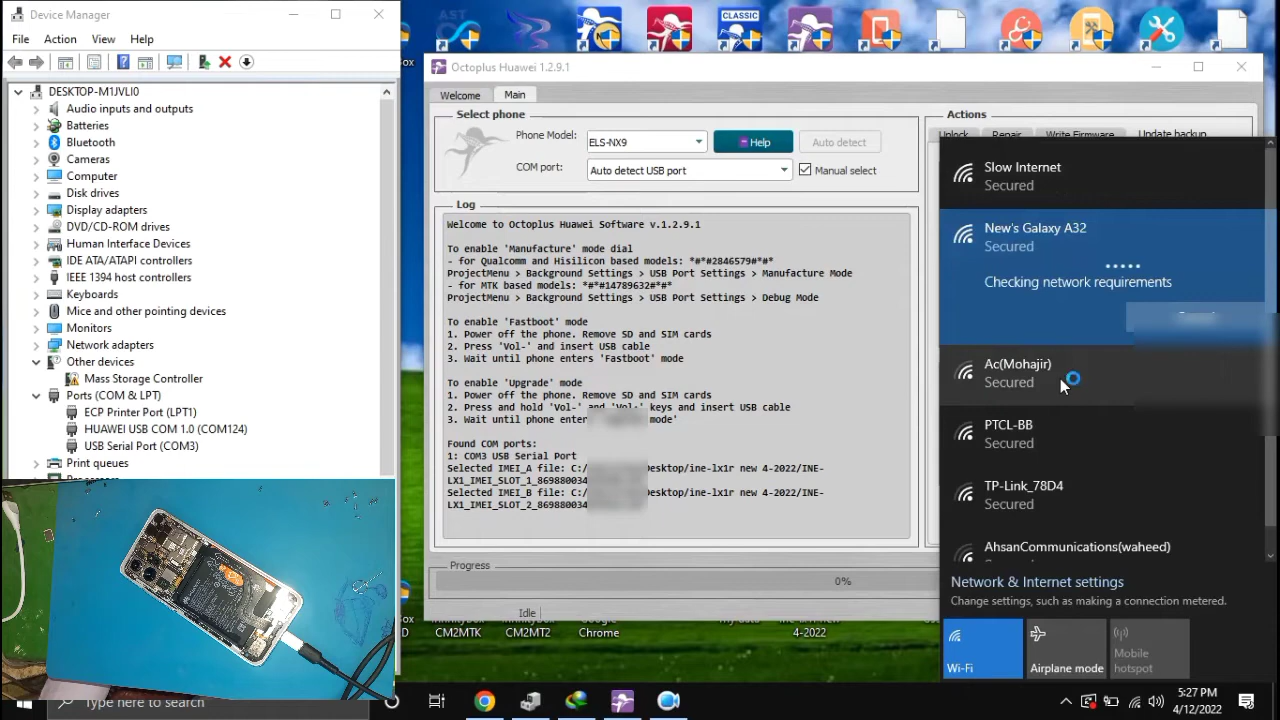 Device Manager
File Action View Help
DESKTOP-M1JVLI0
Audio inputs and outputs
Batteries
Bluetooth
Cameras
Computer
Disk drives
Display adapters
DVD/CD-ROM drives
Human Interface Devices
IDE ATA/ATAPI controllers
IEEE 1394 host controllers
Keyboards
Mice and other pointing devices
Monitors
Network adapters
Other devices
Mass Storage Controller
Ports (COM & LPT)
ECP Printer Port (LPT1)
HUAWEI USB COM 1.0 (COM124)
USB Serial Port (COM3)
Print queues
AST
CLASSIC
Box
Octoplus Huawei 1.2.9.1
Welcome Main
Select phone
Phone Model: ELS-NX9 Help Auto detect
COM port: Auto detect USB port Manual select
Log
Welcome to Octoplus Huawei Software v.1.2.9.1
To enable 'Manufacture' mode dial
- for Qualcomm and Hisilicon based models: *#*#2846579#*#*
ProjectMenu > Background Settings > USB Port Settings > Manufacture Mode
- for MTK based models: *#*#14789632#*#*
ProjectMenu > Background Settings > USB Port Settings > Debug Mode
To enable 'Fastboot' mode
1. Power off the phone. Remove SD and SIM cards
2. Press 'Vol-' and insert USB cable
3. Wait until phone enters 'Fastboot' mode
To enable 'Upgrade' mode
1. Power off the phone. Remove SD and SIM cards
2. Press and hold 'Vol-' and 'Vol+' keys and insert USB cable
3. Wait until phone enter mode'
Found COM ports:
1: COM3 USB Serial Port
Selected IMEI_A file: C:/ Desktop/ine-lx1r new 4-2022/INE-
LX1_IMEI_SLOT_1_869880034
Selected IMEI_B file: C:/ Desktop/ine-lx1r new 4-2022/INE-
LX1_IMEI_SLOT_2_869880034
Progress
0%
Idle
Actions
Unlock Repair Write Firmware Update backup
Slow Internet
Secured
New's Galaxy A32
Secured
Checking network requirements
Ac(Mohajir)
Secured
PTCL-BB
Secured
TP-Link_78D4
Secured
AhsanCommunications(waheed)
Network & Internet settings
Change settings, such as making a connection metered.
Wi-Fi
Airplane mode
Mobile
hotspot
CM2MTK
CM2MT2
Chrome
4-2022
Type here to search
5:27 PM
4/12/2022